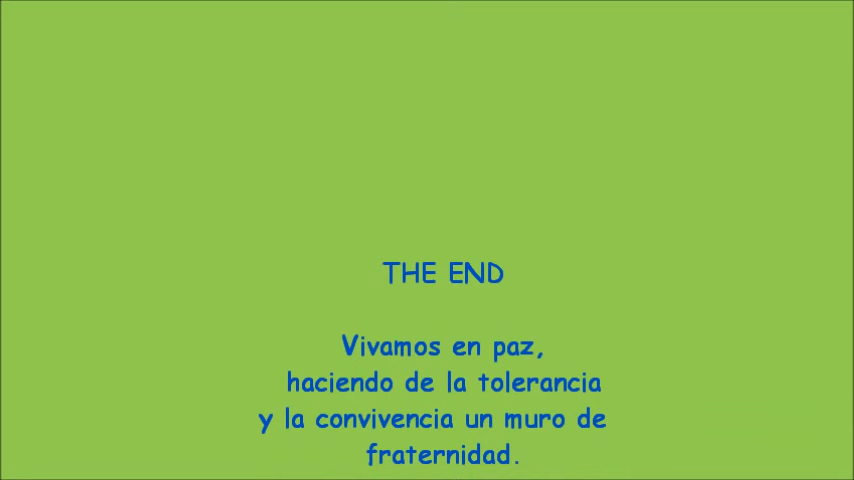 THE END
Vivamos en paz,
haciendo de la tolerancia
y la convivencia un muro de
fraternidad.